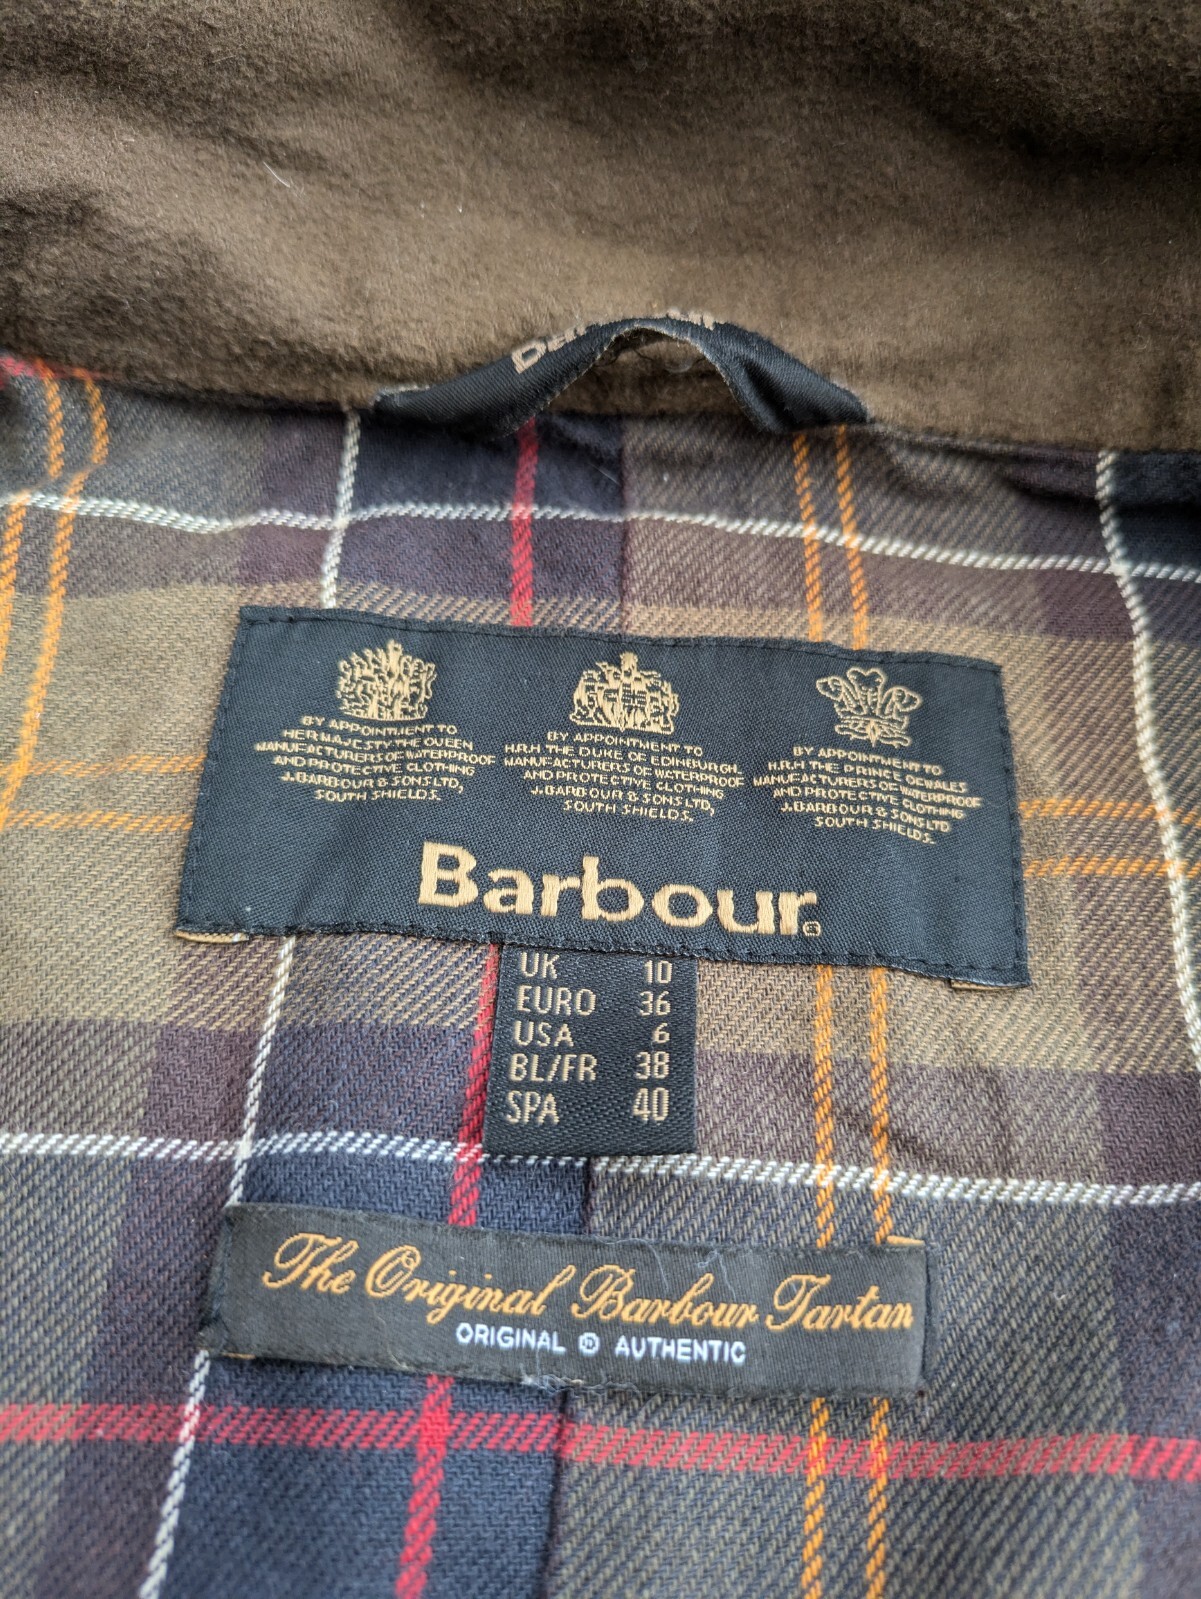 BY APPOINTMENT TO
HER MAJESTY THE QUEEN
MANUFACTURERS OF WATERPROOF
AND PROTECTIVE CLOTHING
J.BARBOUR & SONS LTD,
SOUTH SHIELDS.
BY APPOINTMENT TO
H.R.H THE DUKE OF EDINBURGH.
MANUFACTURERS OF WATERPROOF
AND PROTECTIVE CLOTHING
J.BARBOUR & SONS LTD,
SOUTH SHIELDS.
BY APPOINTMENT TO
H.R.H THE PRINCE OF WALES
MANUFACTURERS OF WATERPROOF
AND PROTECTIVE CLOTHING
J.BARBOUR & SONS LTD
SOUTH SHIELDS.
Barbour®
UK 10
EURO 36
USA 6
BL/FR 38
SPA 40
The Original Barbour Tartan
ORIGINAL ® AUTHENTIC